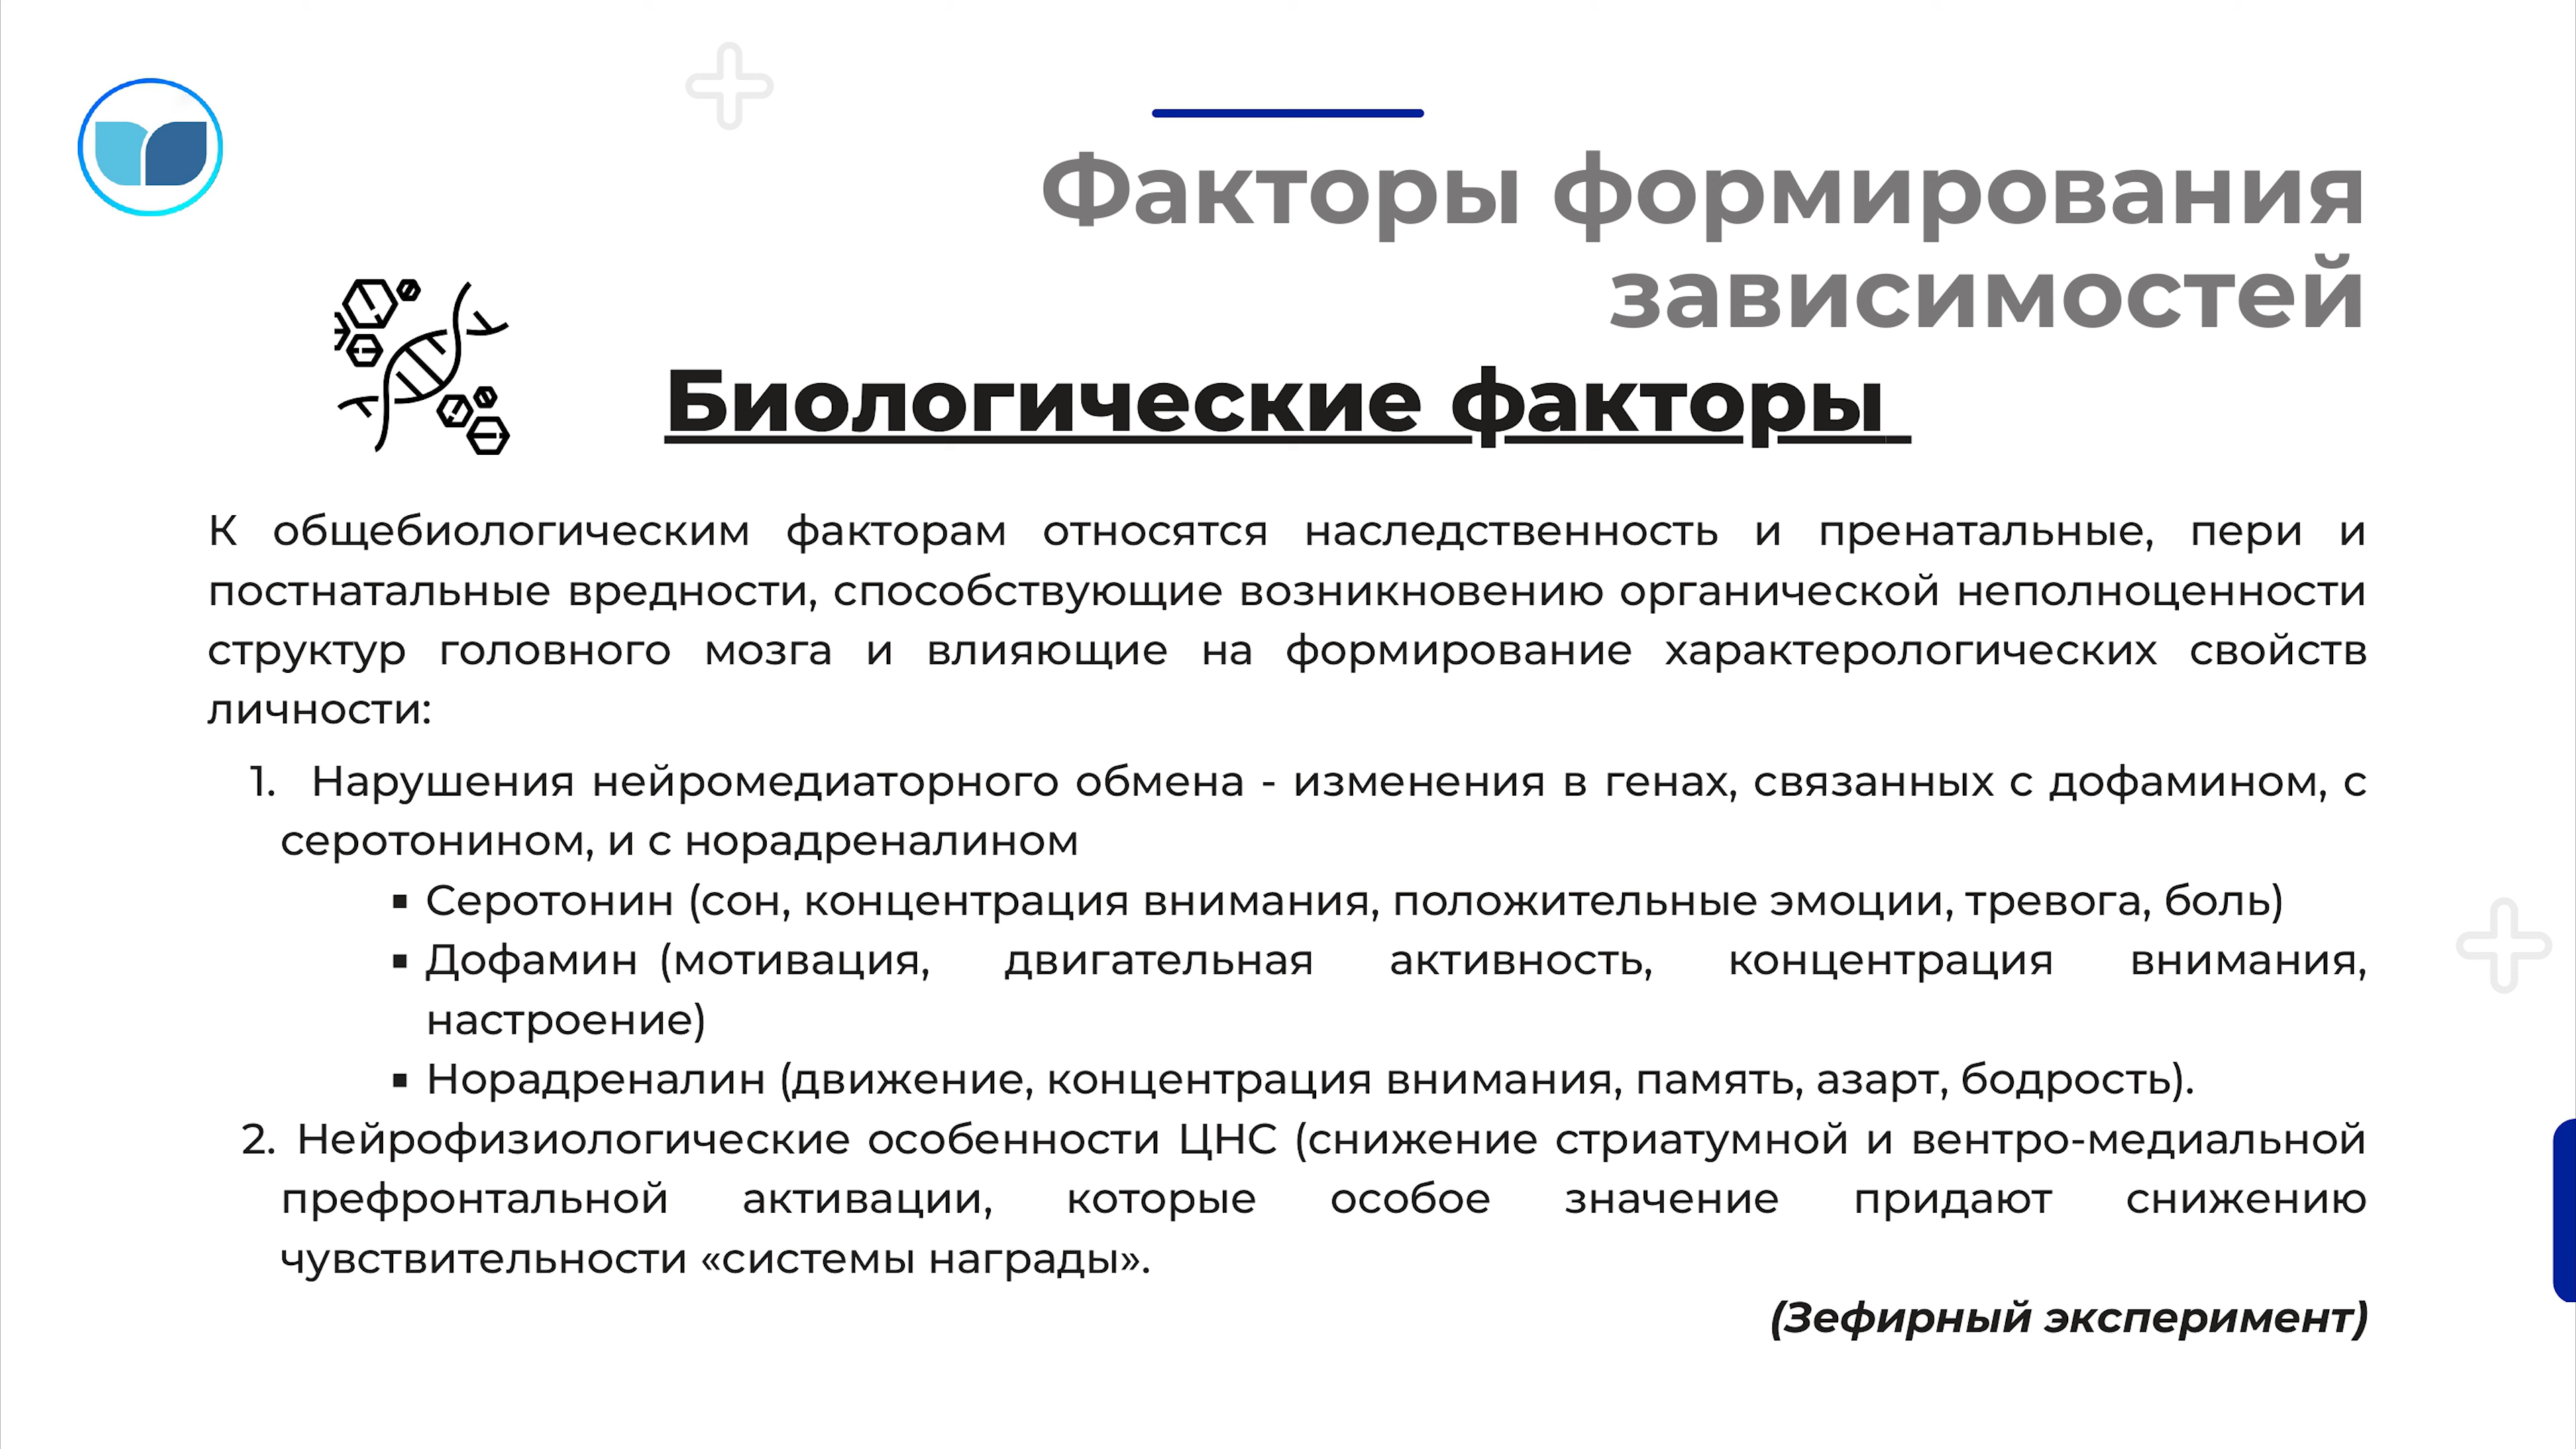 Факторы формирования
зависимостей
Биологические факторы
К общебиологическим факторам относятся наследственность и пренатальные, пери и
постнатальные вредности, способствующие возникновению органической неполноценности
структур головного мозга и влияющие на формирование характерологических свойств
личности:
1. Нарушения нейромедиаторного обмена - изменения в генах, связанных с дофамином, с
серотонином, и с норадреналином
▪ Серотонин (сон, концентрация внимания, положительные эмоции, тревога, боль)
▪ Дофамин (мотивация, двигательная активность, концентрация внимания,
настроение)
▪ Норадреналин (движение, концентрация внимания, память, азарт, бодрость).
2. Нейрофизиологические особенности ЦНС (снижение стриатумной и вентро-медиальной
префронтальной активации, которые особое значение придают снижению
чувствительности «системы награды».
(Зефирный эксперимент)